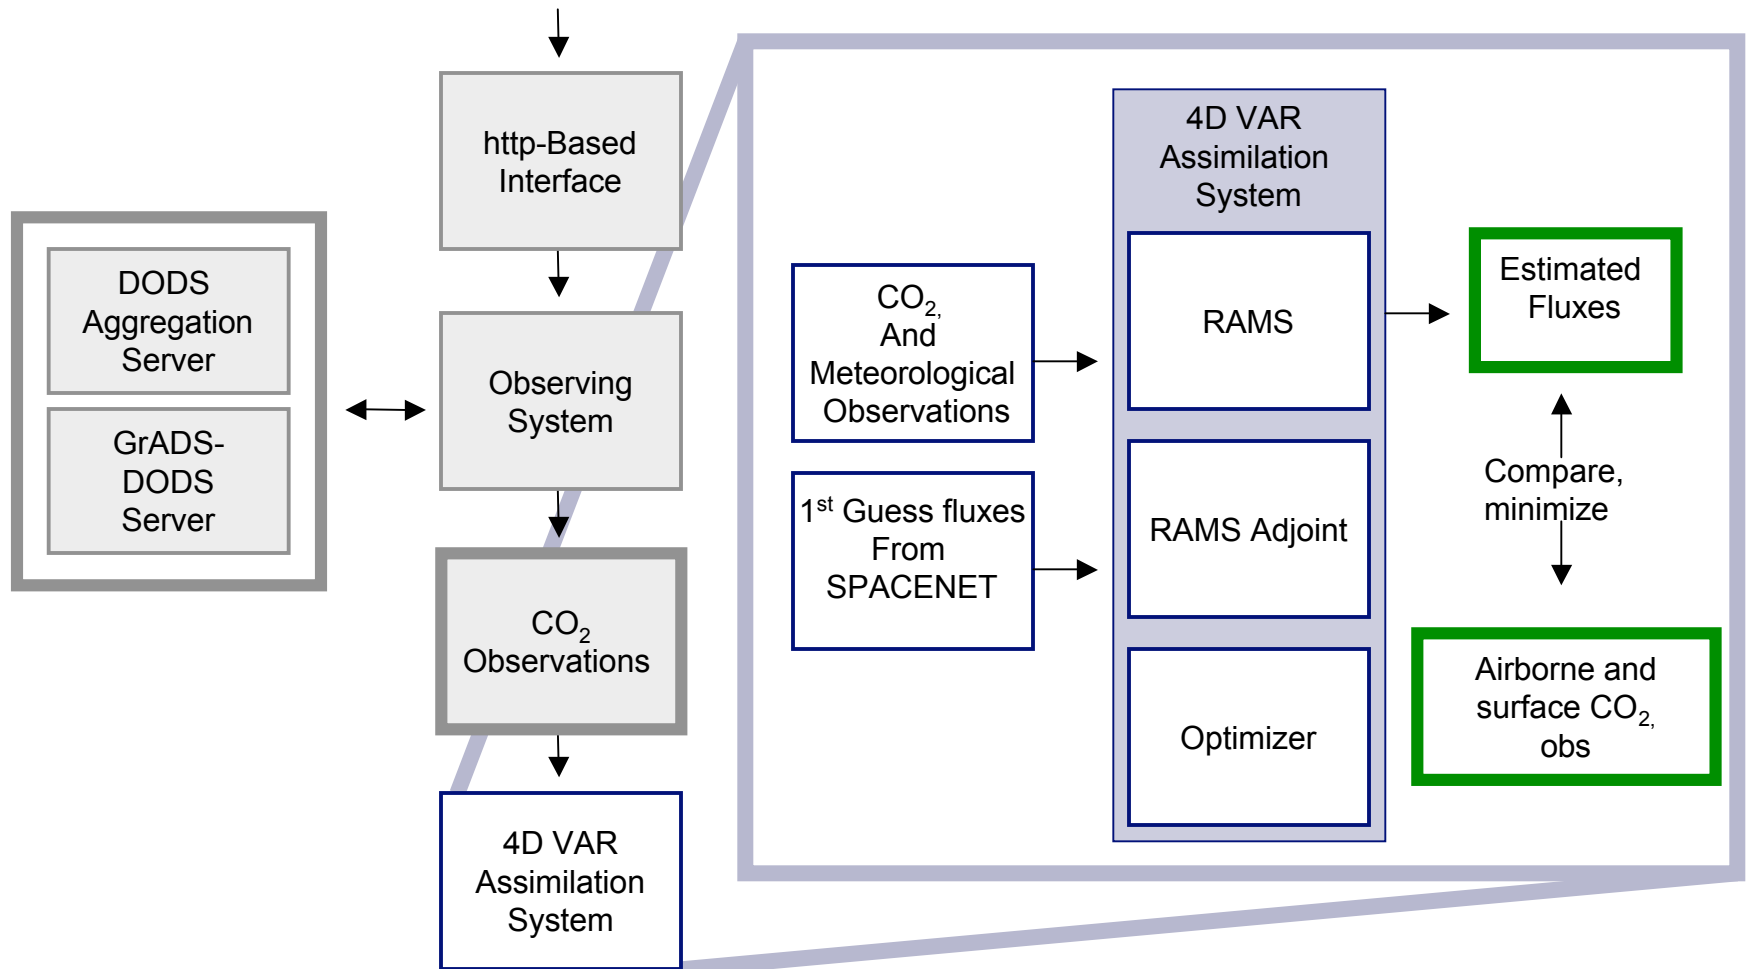 http-Based
Interface
DODS
Aggregation
Server
GrADS-
DODS
Server
Observing
System
CO₂
Observations
4D VAR
Assimilation
System
CO₂,
And
Meteorological
Observations
1ˢᵗ Guess fluxes
From
SPACENET
4D VAR
Assimilation
System
RAMS
RAMS Adjoint
Optimizer
Estimated
Fluxes
Compare,
minimize
Airborne and
surface CO₂,
obs